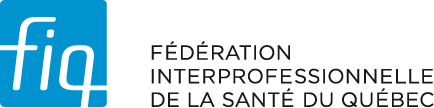 fiq
FÉDÉRATION
INTERPROFESSIONNELLE
DE LA SANTÉ DU QUÉBEC